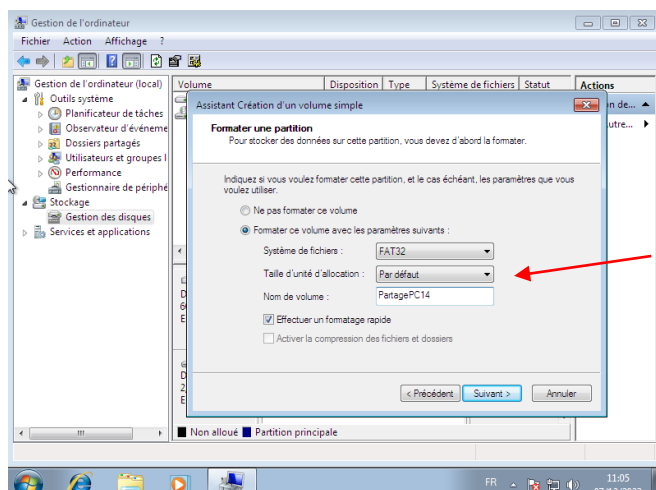 Gestion de l'ordinateur
Fichier Action Affichage ?
Gestion de l'ordinateur (local)
Outils système
Planificateur de tâches
Observateur d'événeme
Dossiers partagés
Utilisateurs et groupes l
Performance
Gestionnaire de périphé
Stockage
Gestion des disques
Services et applications
Volume Disposition Type Système de fichiers Statut
Actions
on de...
utre...
Assistant Création d'un volume simple
Formater une partition
Pour stocker des données sur cette partition, vous devez d'abord la formater.
Indiquez si vous voulez formater cette partition, et le cas échéant, les paramètres que vous
voulez utiliser.
Ne pas formater ce volume
Formater ce volume avec les paramètres suivants :
Système de fichiers : FAT32
Taille d'unité d'allocation : Par défaut
Nom de volume : PartagePC14
Effectuer un formatage rapide
Activer la compression des fichiers et dossiers
< Précédent Suivant > Annuler
D
E
D
2
E
Non alloué Partition principale
FR 11:05